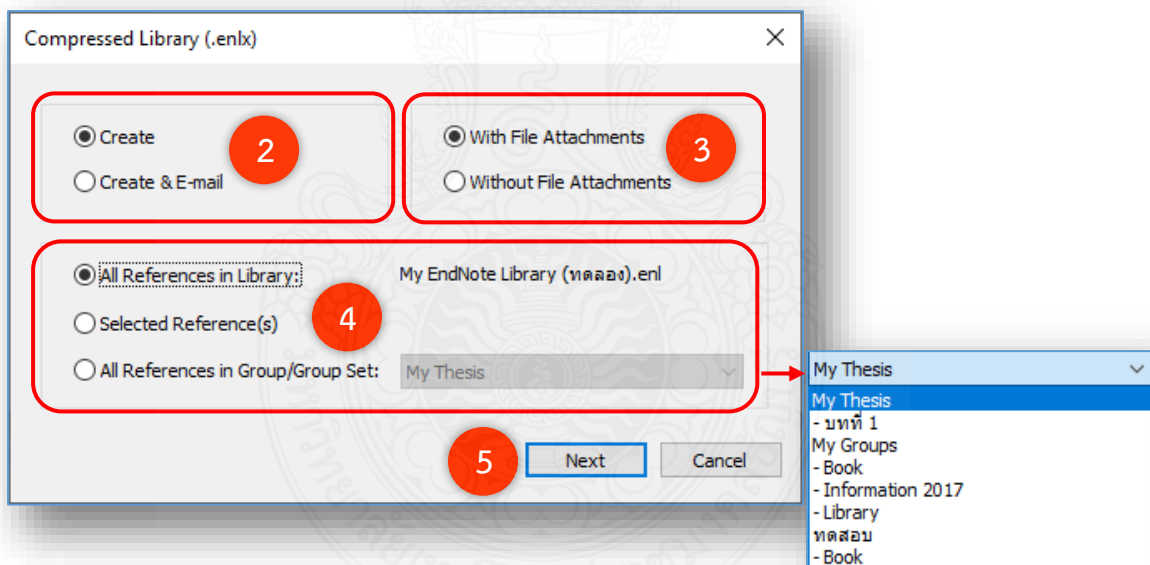 Compressed Library (.enlx)
Create
2
With File Attachments
3
Create & E-mail
Without File Attachments
All References in Library:
My EndNote Library (ทดลอง).enl
4
Selected Reference(s)
All References in Group/Group Set:
My Thesis
5
Next
Cancel
My Thesis
My Thesis
- บทที่ 1
My Groups
- Book
- Information 2017
- Library
ทดสอบ
- Book